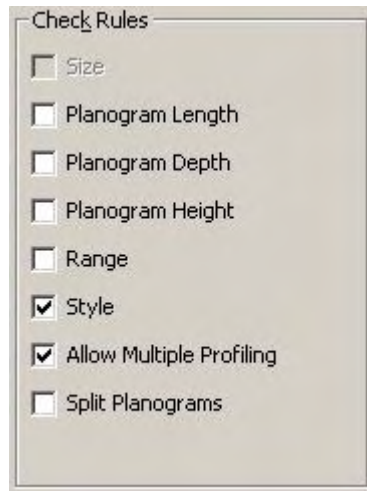 Check Rules
Size
Planogram Length
Planogram Depth
Planogram Height
Range
Style
Allow Multiple Profiling
Split Planograms